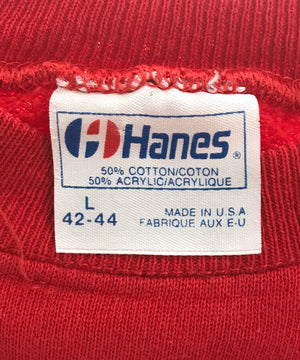 Hanes®
50% COTTON/COTON
50% ACRYLIC/ACRYLIQUE
L
42-44
MADE IN U.S.A.
FABRIQUE AUX E-U